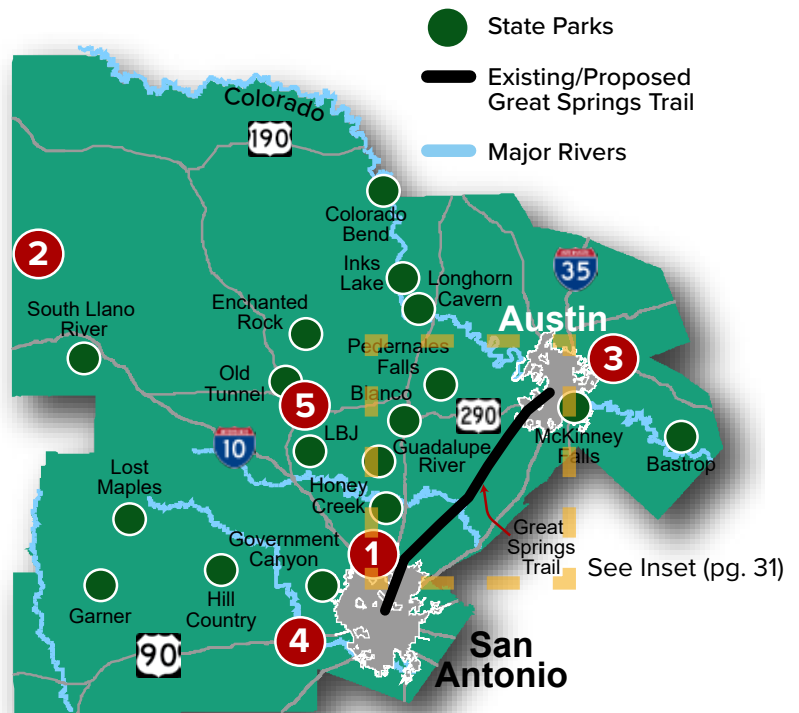 State Parks
Existing/Proposed
Great Springs Trail
Major Rivers
Colorado
190
Colorado
Bend
2
Inks
Lake
Longhorn
Cavern
35
South Llano
River
Enchanted
Rock
Austin
Pedernales
Falls
3
Old
Tunnel
Blanco
5
290
LBJ
Guadalupe
River
McKinney
Falls
Bastrop
10
Lost
Maples
Honey
Creek
Government
Canyon
1
Great
Springs
Trail
See Inset (pg. 31)
Garner
Hill
Country
90
4
San
Antonio